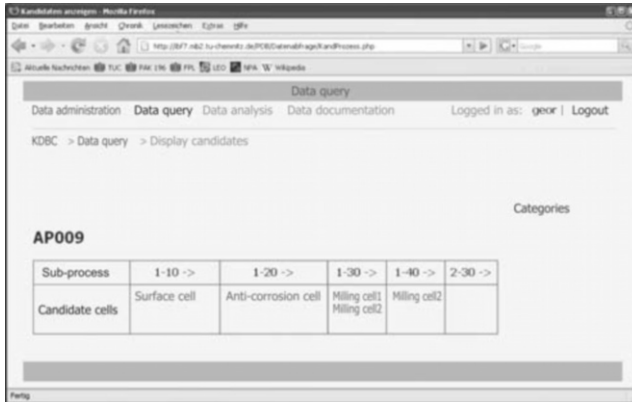 Kandidaten anzeigen - Mozilla Firefox
Datei Bearbeiten Ansicht Chronik Lesezeichen Extras Hilfe
Aktuelle Nachrichten TUC PAK 196 FPL LEO NPA Wikipedia
Data query
Data administration Data query Data analysis Data documentation Logged in as: geor | Logout
KDBC > Data query > Display candidates
Categories
AP009
Sub-process 1-10 -> 1-20 -> 1-30 -> 1-40 -> 2-30 ->
Candidate cells Surface cell Anti-corrosion cell Milling cell1 Milling cell2
Milling cell2
Fertig